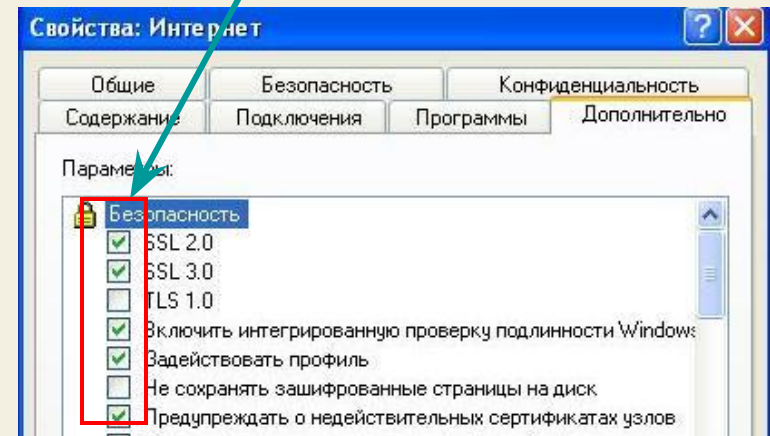 Свойства: Интернет
Общие Безопасность Конфиденциальность
Содержание Подключения Программы Дополнительно
Параметры:
Безопасность
SSL 2.0
SSL 3.0
TLS 1.0
Включить интегрированную проверку подлинности Windows
Задействовать профиль
Не сохранять зашифрованные страницы на диск
Предупреждать о недействительных сертификатах узлов